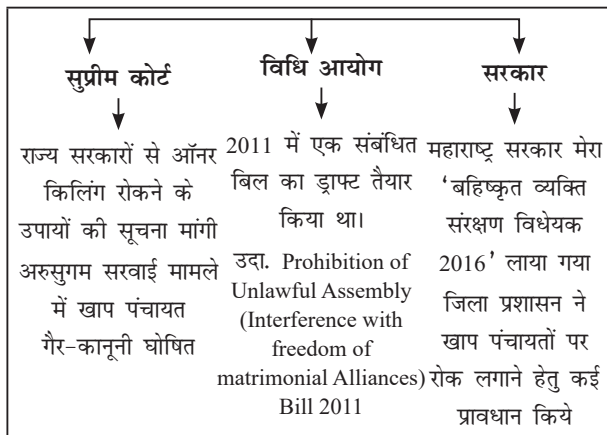 सुप्रीम कोर्ट
राज्य सरकारों से ऑनर
किलिंग रोकने के
उपायों की सूचना मांगी
अरुसुगम सरवाई मामले
में खाप पंचायत
गैर-कानूनी घोषित
विधि आयोग
2011 में एक संबंधित
बिल का ड्राफ्ट तैयार
किया था।
उदा. Prohibition of
Unlawful Assembly
(Interference with
freedom of
matrimonial Alliances)
Bill 2011
सरकार
महाराष्ट्र सरकार मेरा
‘बहिष्कृत व्यक्ति
संरक्षण विधेयक
2016’ लाया गया
जिला प्रशासन ने
खाप पंचायतों पर
रोक लगाने हेतु कई
प्रावधान किये